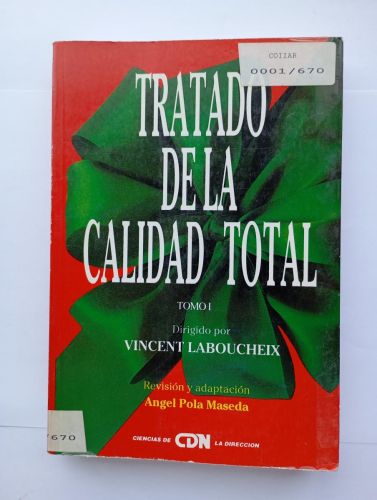 COIIAR
0001/670
TRATADO
DE LA
CALIDAD TOTAL
TOMO I
Dirigido por
VINCENT LABOUCHEIX
Revisión y adaptación
Angel Pola Maseda
/670
CIENCIAS DE CDN LA DIRECCION